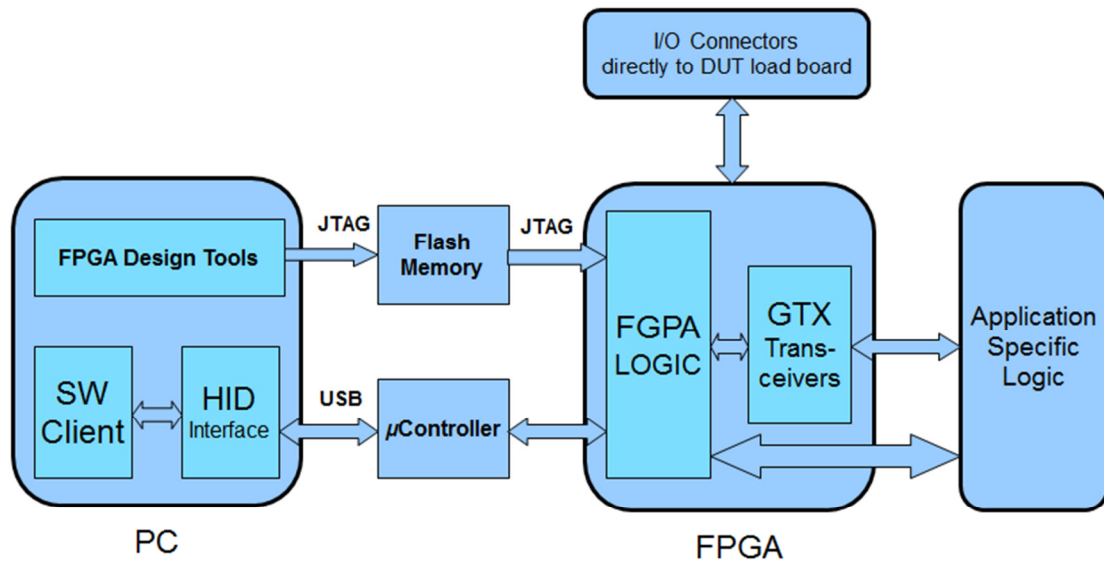 I/O Connectors
directly to DUT load board
JTAG
JTAG
FPGA Design Tools
Flash
Memory
FGPA
LOGIC
GTX
Trans-
ceivers
Application
Specific
Logic
SW
Client
HID
Interface
USB
µController
PC
FPGA